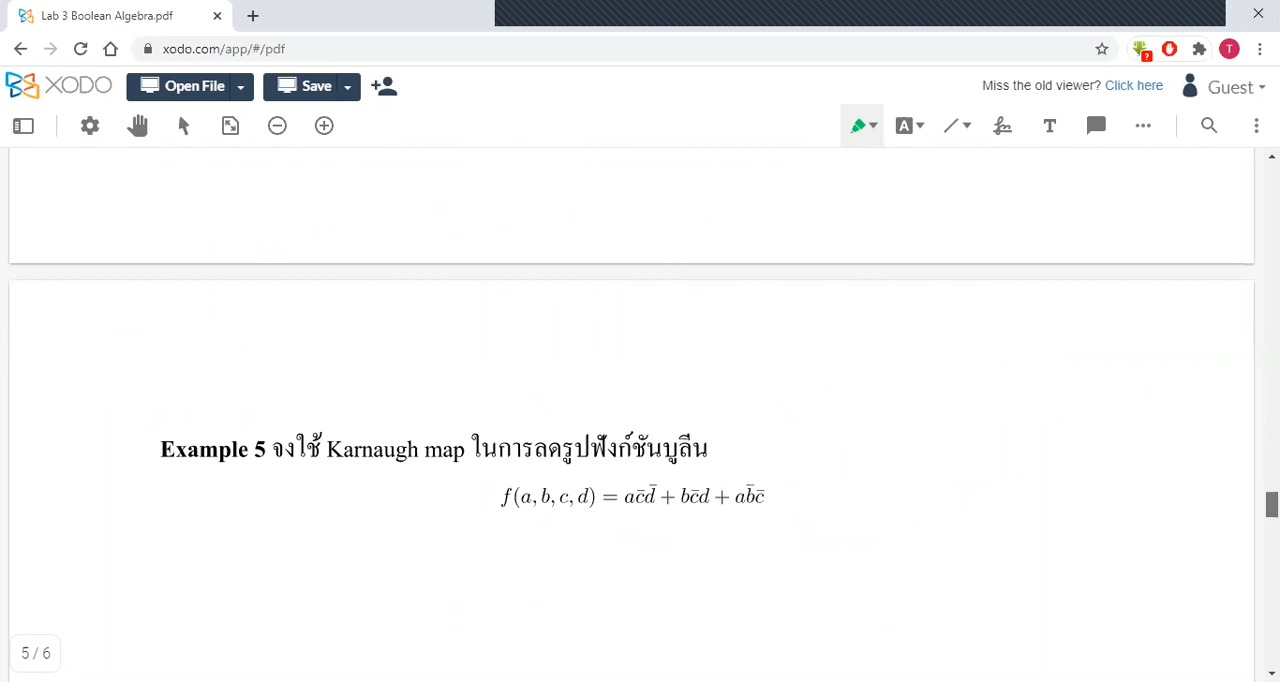 Lab 3 Boolean Algebra.pdf
xodo.com/app/#/pdf
T
?
XODO
Open File
Save
Miss the old viewer? Click here
Guest
A
T
Example 5 จงใช้ Karnaugh map ในการลดรูปฟังก์ชันบูลีน
f(a, b, c, d) = ac̄d̄ + bc̄d + ab̄c̄
5 / 6